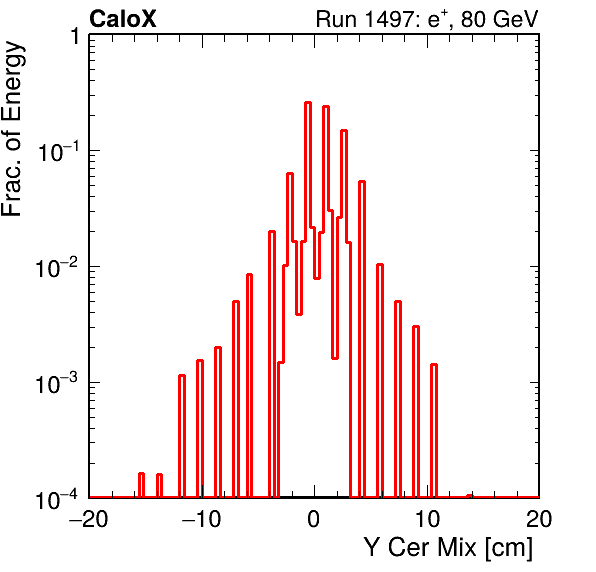 CaloX Run 1497: e⁺, 80 GeV
Frac. of Energy
1
10⁻¹
10⁻²
10⁻³
10⁻⁴
−20 −10 0 10 20
Y Cer Mix [cm]